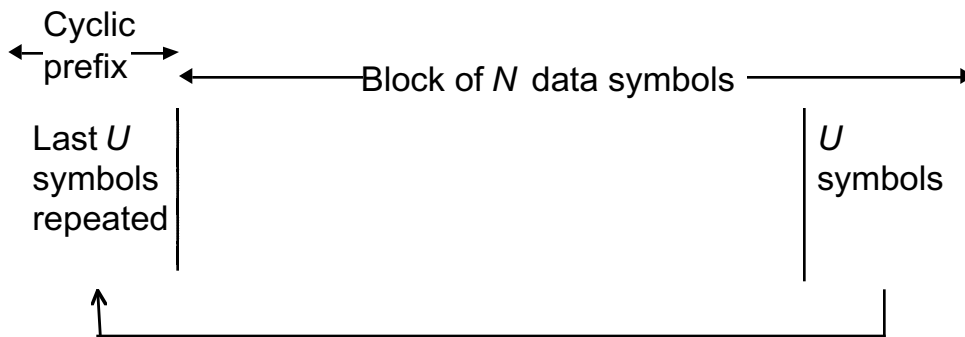 Cyclic
prefix
Block of N data symbols
Last U
symbols
repeated
U
symbols